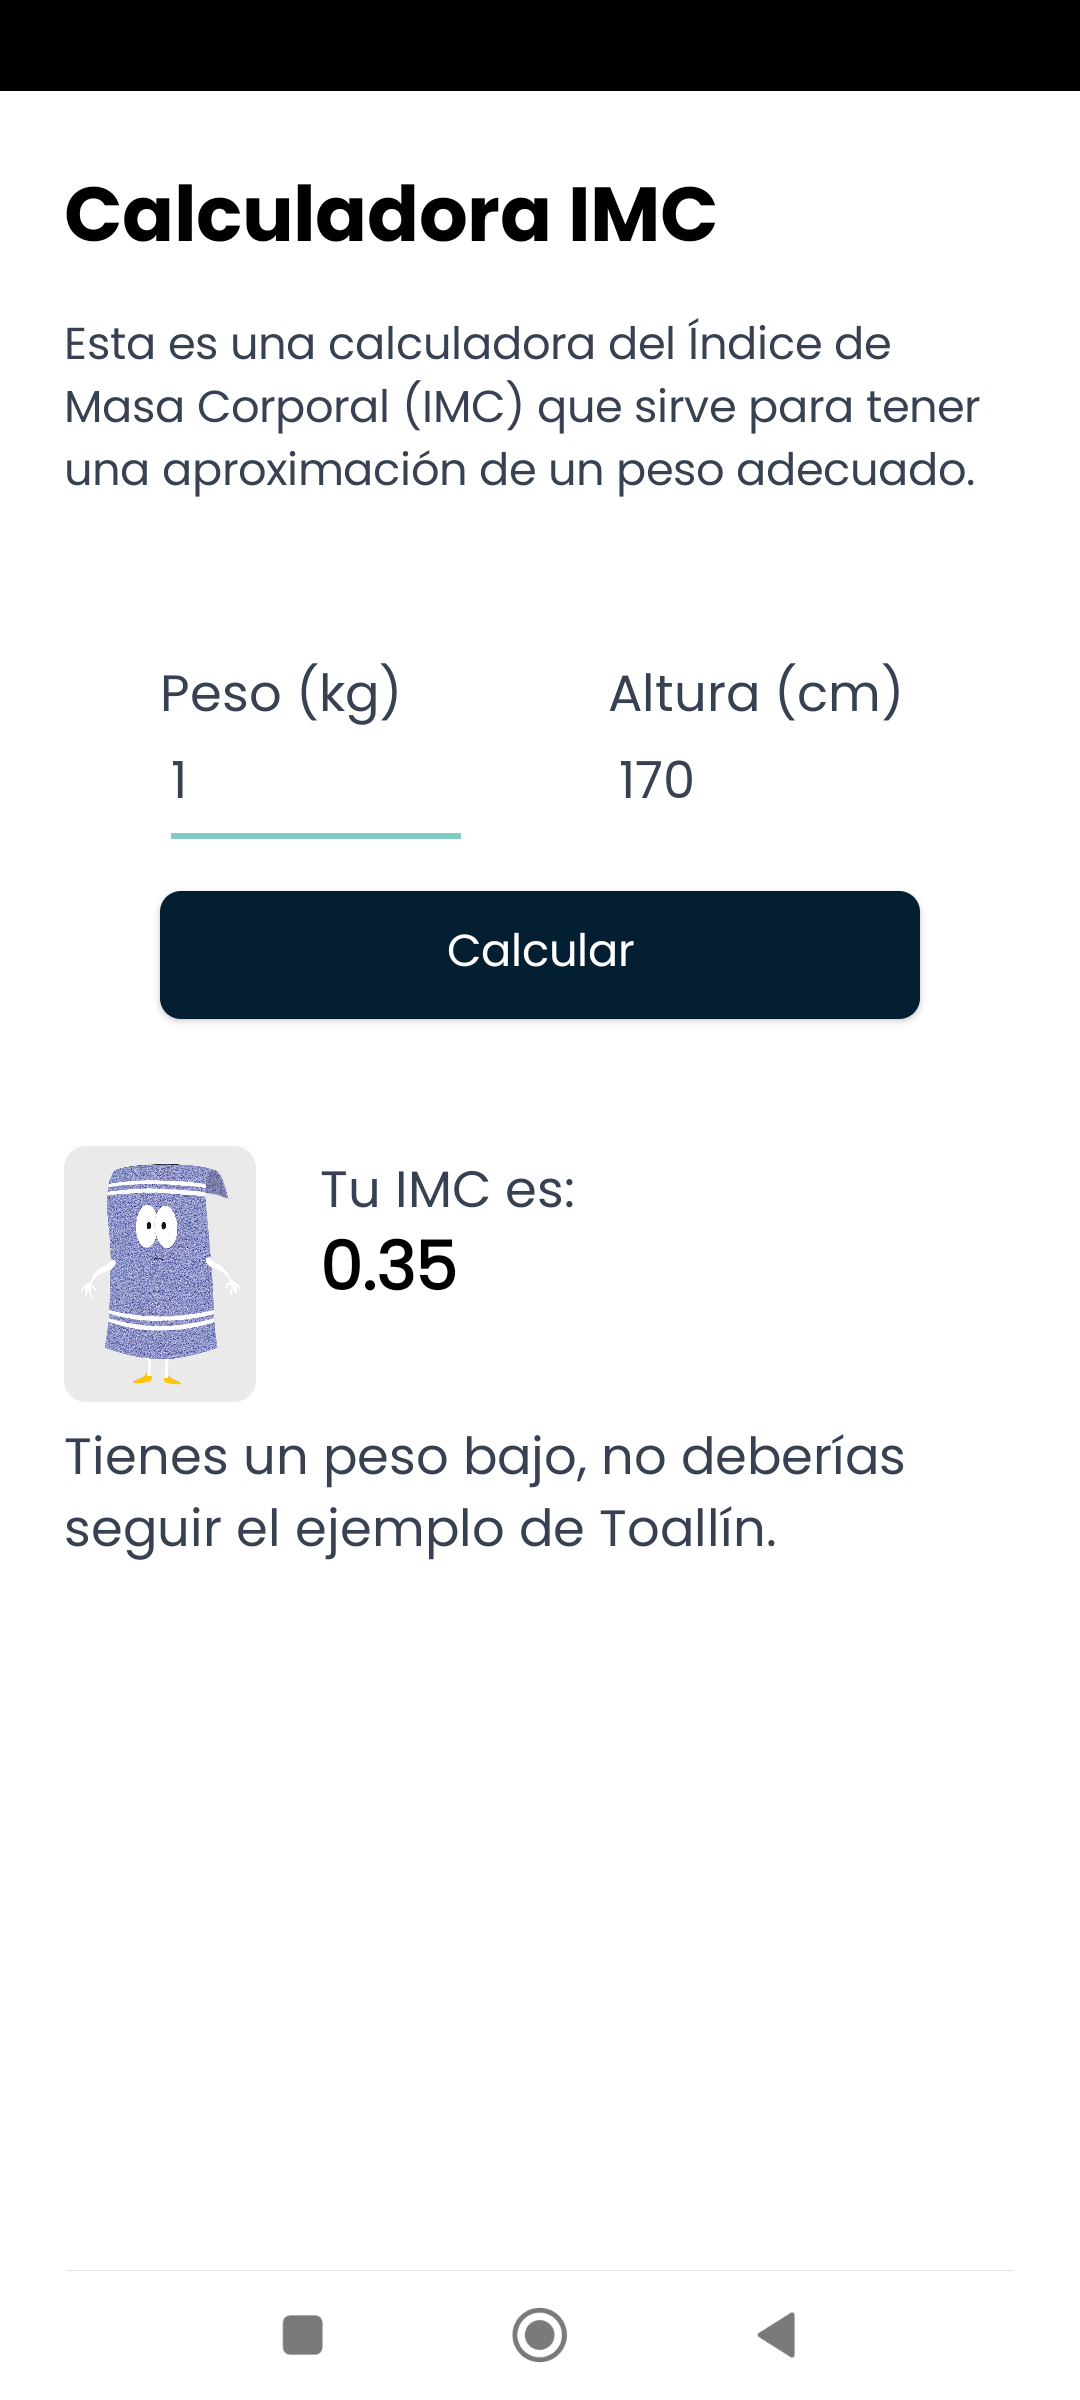 Calculadora IMC
Esta es una calculadora del Índice de
Masa Corporal (IMC) que sirve para tener
una aproximación de un peso adecuado.
Peso (kg)
Altura (cm)
1
170
Calcular
Tu IMC es:
0.35
Tienes un peso bajo, no deberías
seguir el ejemplo de Toallín.